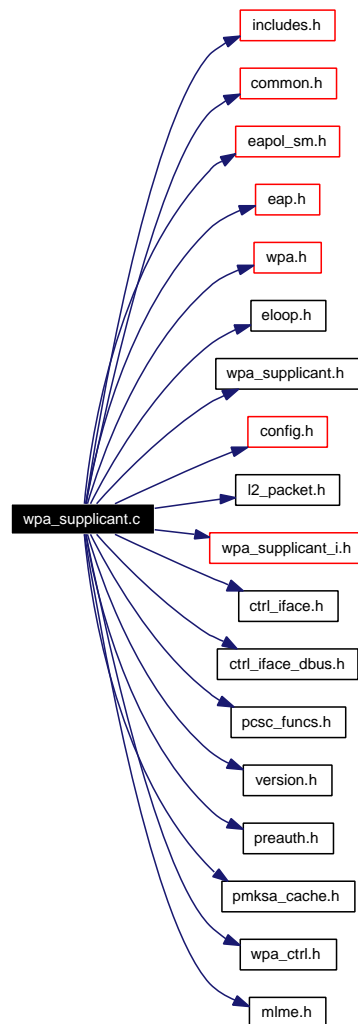 includes.h
common.h
eapol_sm.h
eap.h
wpa.h
eloop.h
wpa_supplicant.h
config.h
l2_packet.h
wpa_supplicant.c
wpa_supplicant_i.h
ctrl_iface.h
ctrl_iface_dbus.h
pcsc_funcs.h
version.h
preauth.h
pmksa_cache.h
wpa_ctrl.h
mlme.h